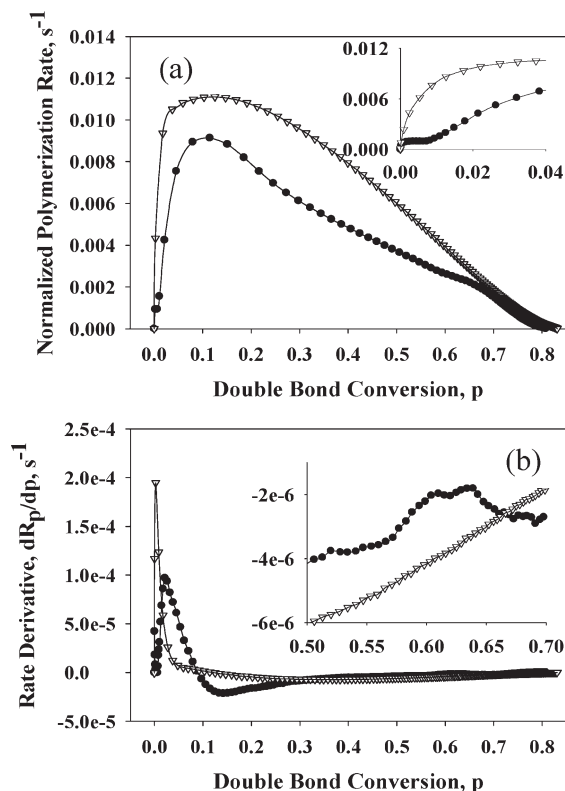 Normalized Polymerization Rate, s-1
0.014
0.012
0.010
0.008
0.006
0.004
0.002
0.000
(a)
0.012
0.006
0.000
0.00 0.02 0.04
0.0 0.1 0.2 0.3 0.4 0.5 0.6 0.7 0.8
Double Bond Conversion, p
Rate Derivative, dRp/dp, s-1
2.5e-4
2.0e-4
1.5e-4
1.0e-4
5.0e-5
0.0
-5.0e-5
(b)
-2e-6
-4e-6
-6e-6
0.50 0.55 0.60 0.65 0.70
0.0 0.1 0.2 0.3 0.4 0.5 0.6 0.7 0.8
Double Bond Conversion, p